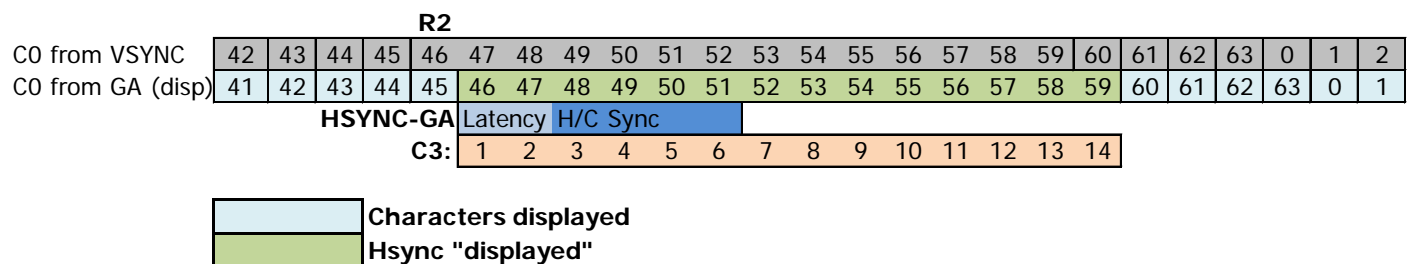 R2
C0 from VSYNC 42 43 44 45 46 47 48 49 50 51 52 53 54 55 56 57 58 59 60 61 62 63 0 1 2
C0 from GA (disp) 41 42 43 44 45 46 47 48 49 50 51 52 53 54 55 56 57 58 59 60 61 62 63 0 1
HSYNC-GA Latency H/C Sync
C3: 1 2 3 4 5 6 7 8 9 10 11 12 13 14
Characters displayed
Hsync "displayed"